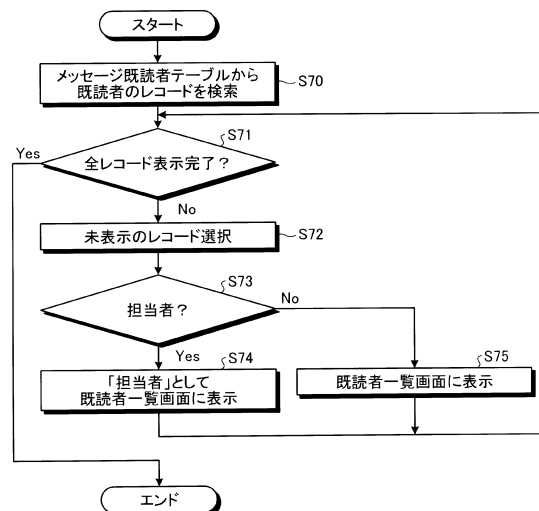 スタート
メッセージ既読者テーブルから
既読者のレコードを検索
S70
S71
全レコード表示完了？
Yes
No
未表示のレコード選択
S72
S73
担当者？
No
Yes
S74
「担当者」として
既読者一覧画面に表示
S75
既読者一覧画面に表示
エンド